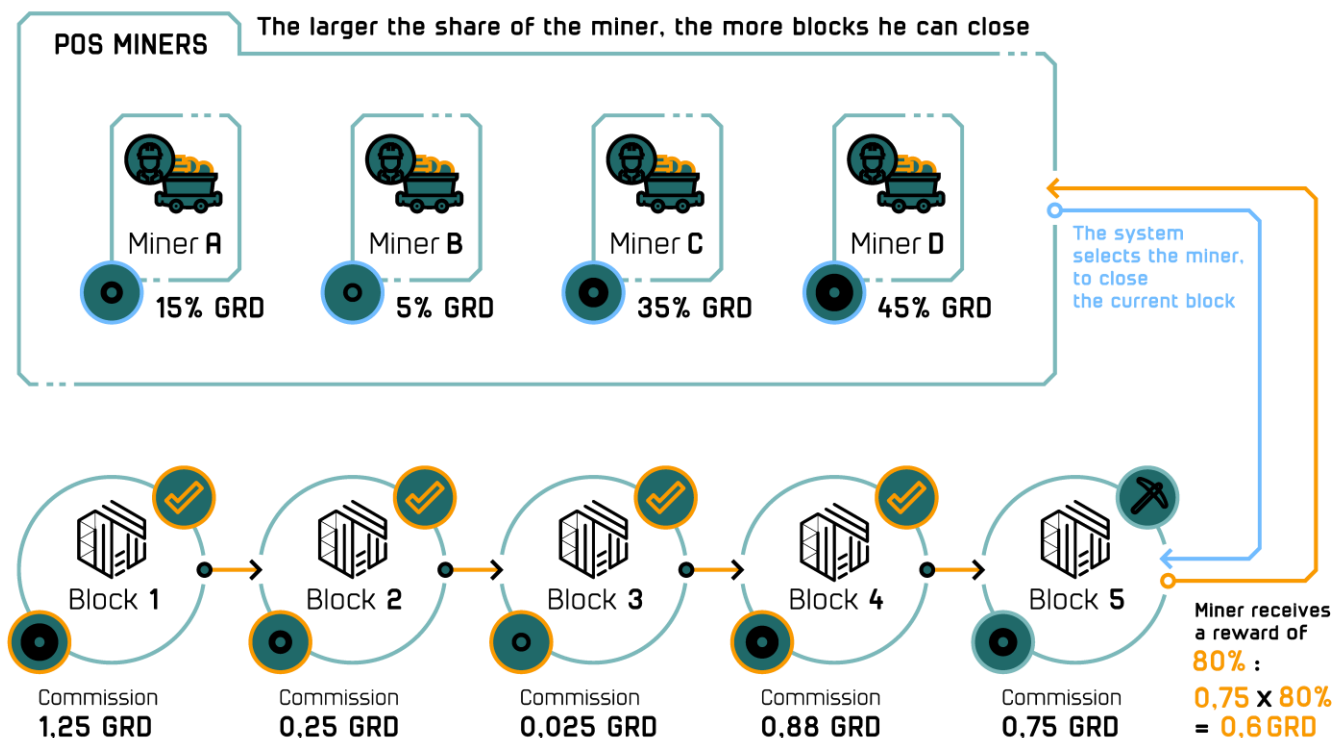 POS MINERS
The larger the share of the miner, the more blocks he can close
Miner A
15% GRD
Miner B
5% GRD
Miner C
35% GRD
Miner D
45% GRD
The system
selects the miner,
to close
the current block
Block 1
Commission
1,25 GRD
Block 2
Commission
0,25 GRD
Block 3
Commission
0,025 GRD
Block 4
Commission
0,88 GRD
Block 5
Commission
0,75 GRD
Miner receives
a reward of
80% :
0,75 x 80%
= 0,6 GRD